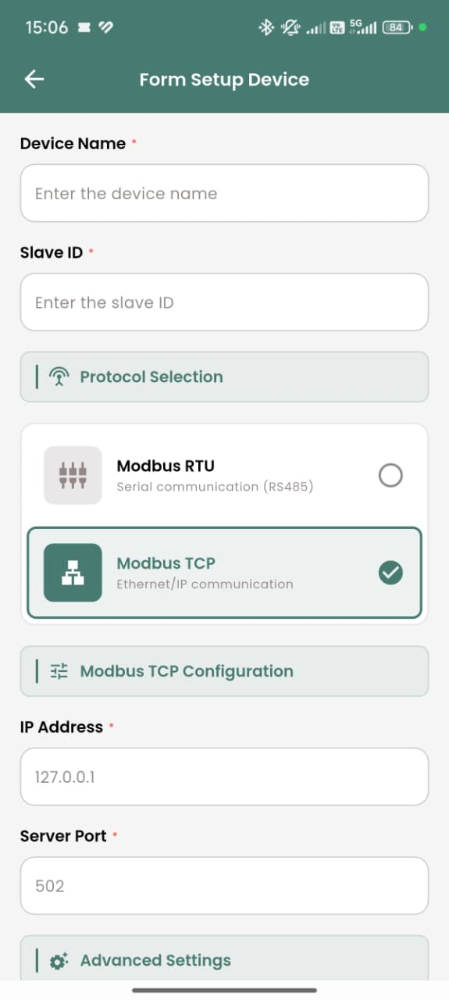 15:06
Vo LTE 5G 84
Form Setup Device
Device Name *
Enter the device name
Slave ID *
Enter the slave ID
Protocol Selection
Modbus RTU
Serial communication (RS485)
Modbus TCP
Ethernet/IP communication
Modbus TCP Configuration
IP Address *
127.0.0.1
Server Port *
502
Advanced Settings